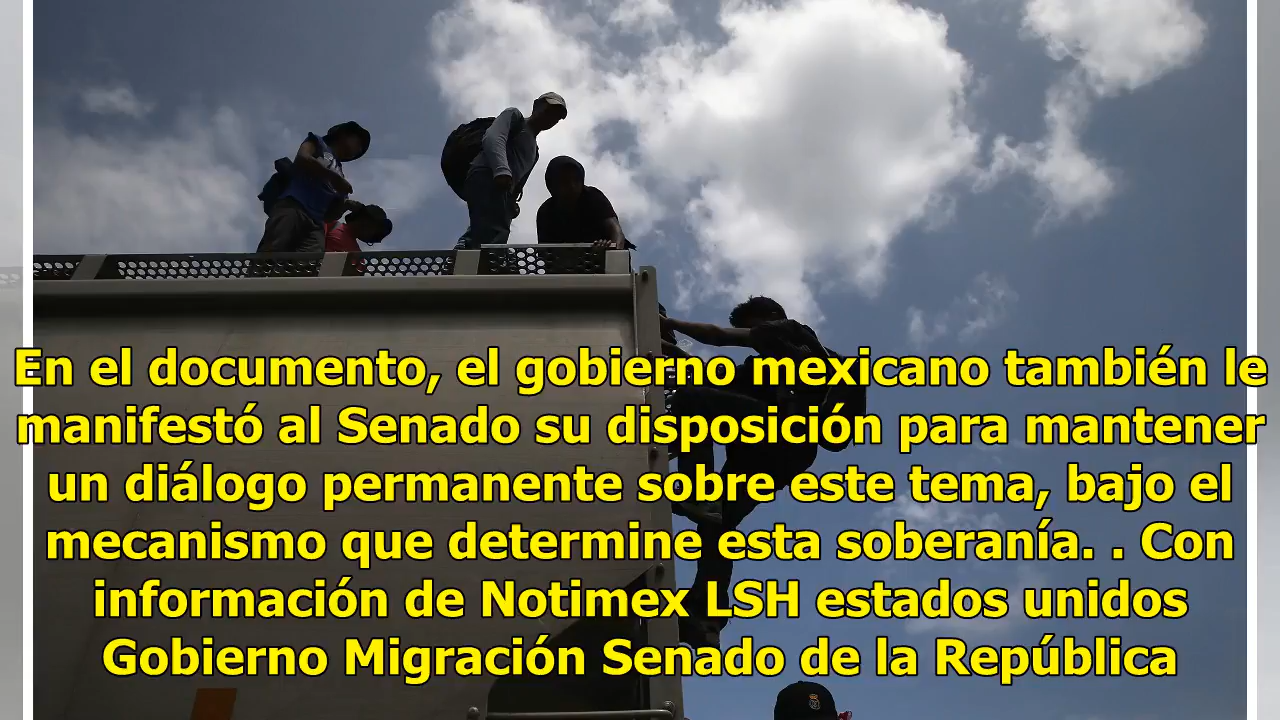 En el documento, el gobierno mexicano también le
manifestó al Senado su disposición para mantener
un diálogo permanente sobre este tema, bajo el
mecanismo que determine esta soberanía. . Con
información de Notimex LSH estados unidos
Gobierno Migración Senado de la República